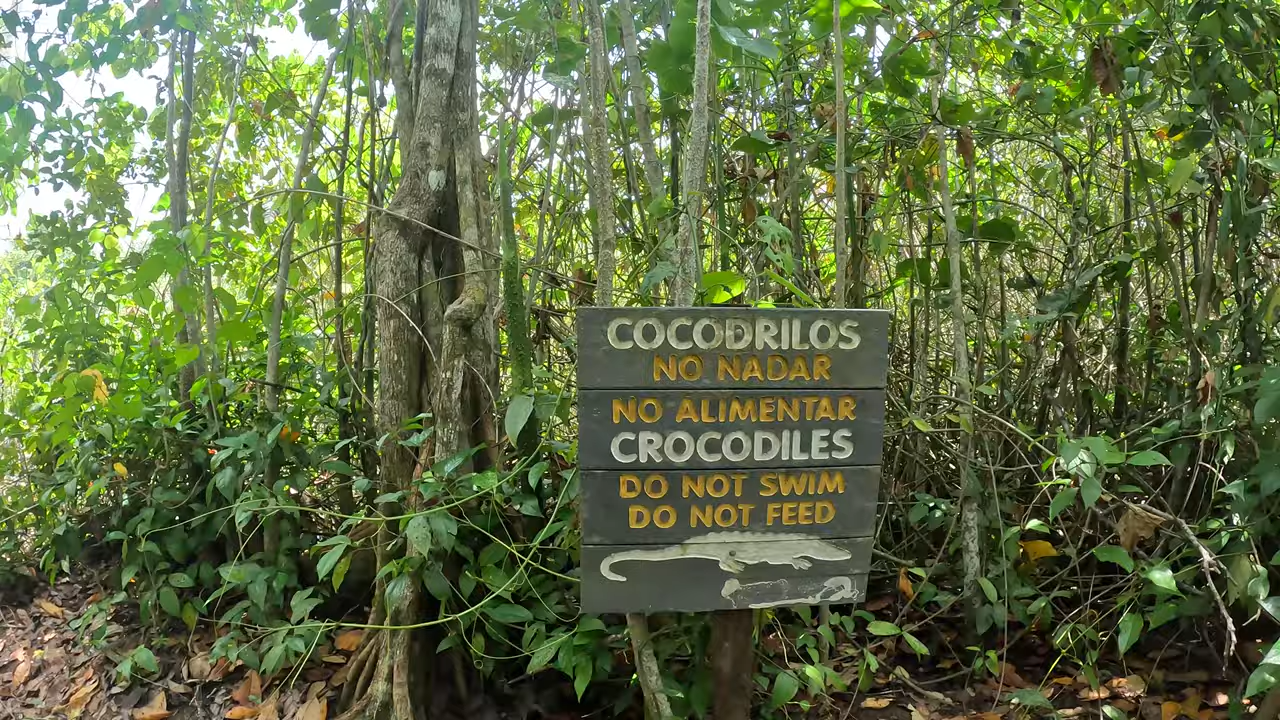 COCODRILOS
NO NADAR
NO ALIMENTAR
CROCODILES
DO NOT SWIM
DO NOT FEED